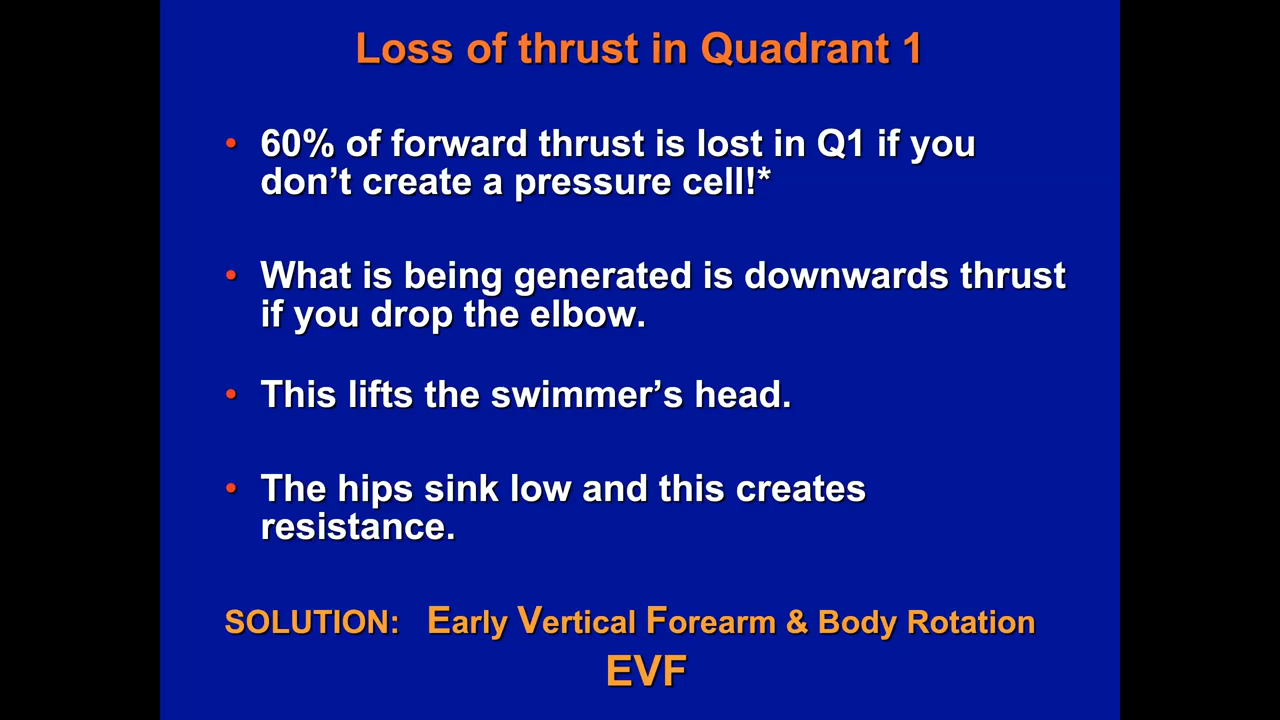 Loss of thrust in Quadrant 1
• 60% of forward thrust is lost in Q1 if you
don’t create a pressure cell!*
• What is being generated is downwards thrust
if you drop the elbow.
• This lifts the swimmer’s head.
• The hips sink low and this creates
resistance.
SOLUTION: Early Vertical Forearm & Body Rotation
EVF